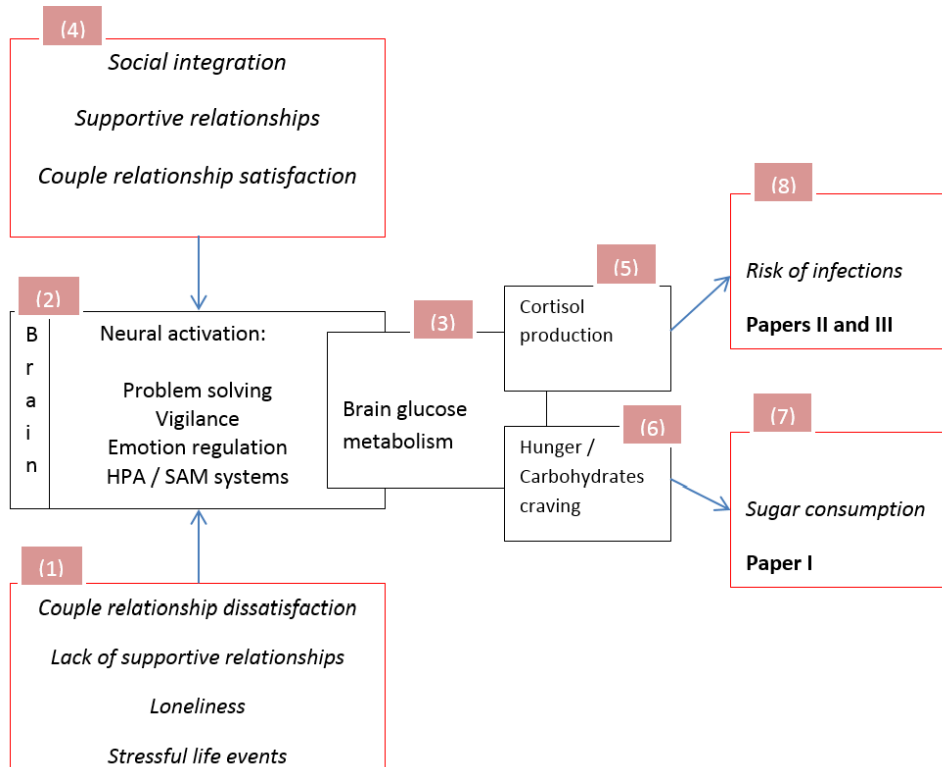 (4)
Social integration
Supportive relationships
Couple relationship satisfaction
(2)
Brain
Neural activation:
Problem solving
Vigilance
Emotion regulation
HPA / SAM systems
(3)
Brain glucose
metabolism
(5)
Cortisol
production
(6)
Hunger /
Carbohydrates
craving
(8)
Risk of infections
Papers II and III
(7)
Sugar consumption
Paper I
(1)
Couple relationship dissatisfaction
Lack of supportive relationships
Loneliness
Stressful life events